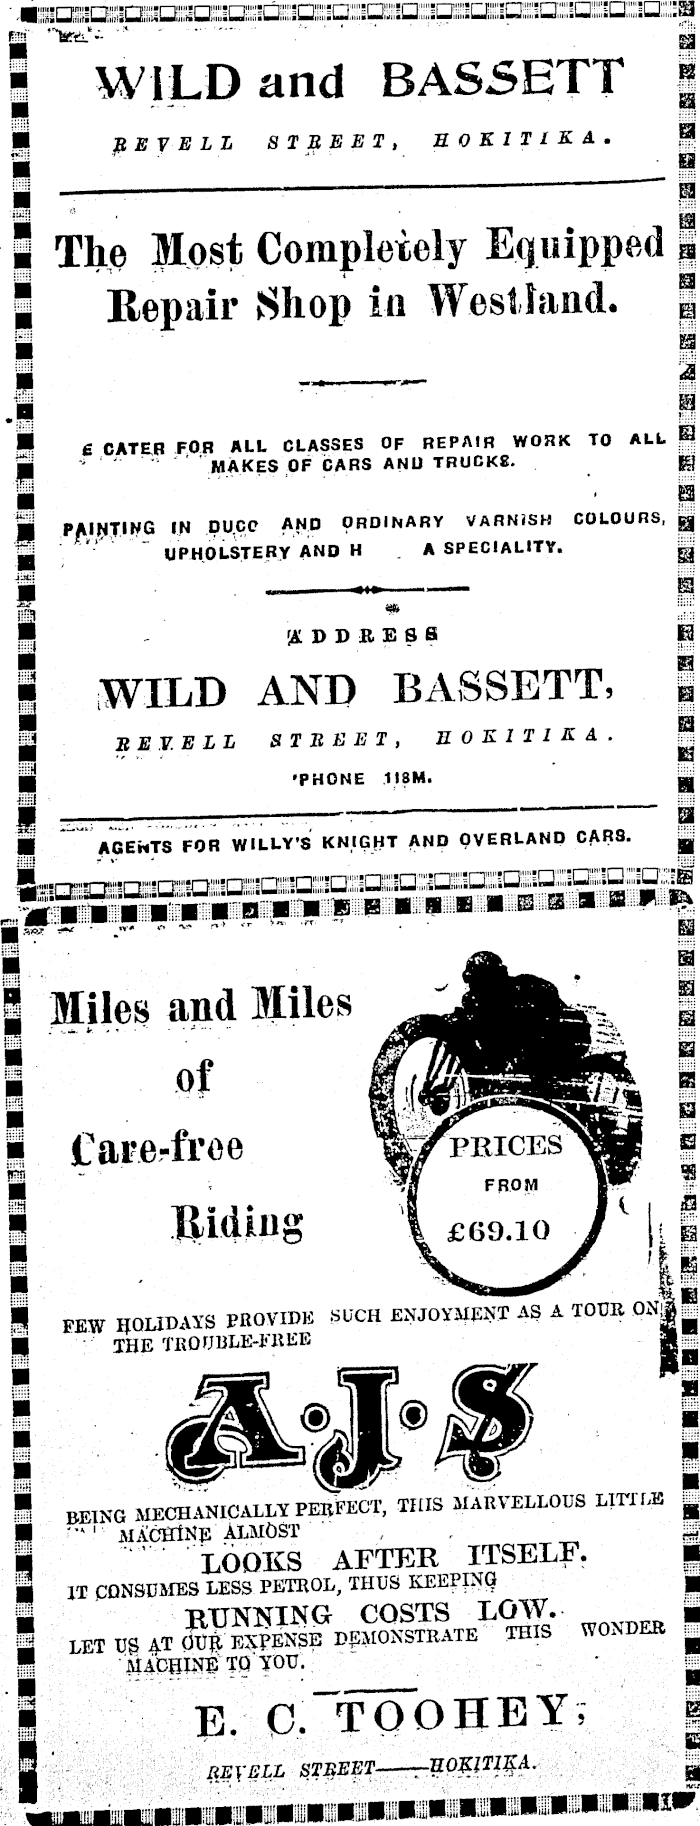 WILD and BASSETT
REVELL STREET, HOKITIKA.
The Most Completely Equipped
Repair Shop in Westland.
E CATER FOR ALL CLASSES OF REPAIR WORK TO ALL
MAKES OF CARS AND TRUCKS.
PAINTING IN DUCO AND ORDINARY VARNISH COLOURS,
UPHOLSTERY AND H A SPECIALITY.
ADDRESS
WILD AND BASSETT,
REVELL STREET, HOKITIKA.
'PHONE 118M.
AGENTS FOR WILLY'S KNIGHT AND OVERLAND CARS.
Miles and Miles
of
Care-free
Riding
PRICES
FROM
£69.10
FEW HOLIDAYS PROVIDE SUCH ENJOYMENT AS A TOUR ON
THE TROUBLE-FREE
A.J.S
BEING MECHANICALLY PERFECT, THIS MARVELLOUS LITTLE
MACHINE ALMOST
LOOKS AFTER ITSELF.
IT CONSUMES LESS PETROL, THUS KEEPING
RUNNING COSTS LOW.
LET US AT OUR EXPENSE DEMONSTRATE THIS WONDER
MACHINE TO YOU.
E. C. TOOHEY,
REVELL STREET——HOKITIKA.